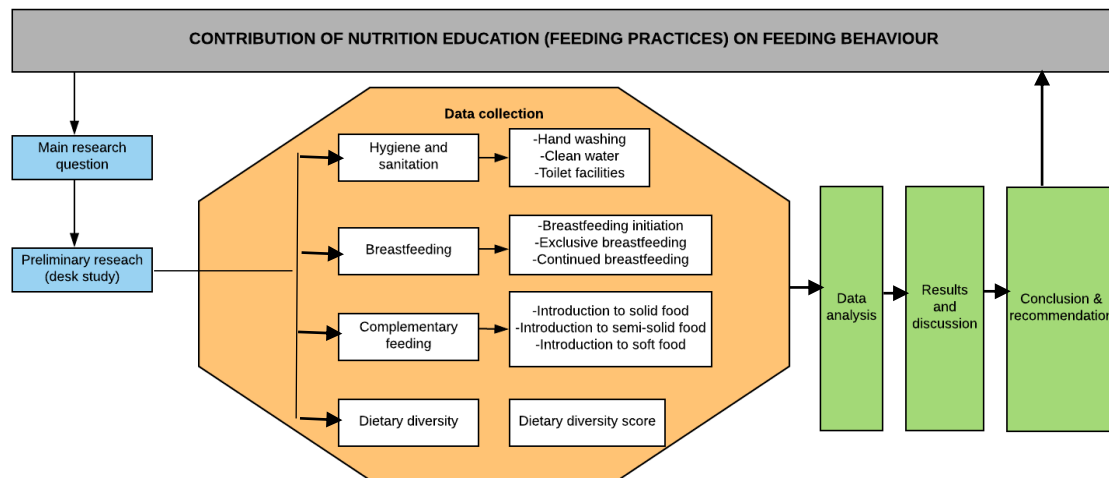 CONTRIBUTION OF NUTRITION EDUCATION (FEEDING PRACTICES) ON FEEDING BEHAVIOUR
Main research
question
Preliminary reseach
(desk study)
Data collection
Hygiene and
sanitation
-Hand washing
-Clean water
-Toilet facilities
Breastfeeding
-Breastfeeding initiation
-Exclusive breastfeeding
-Continued breastfeeding
Complementary
feeding
-Introduction to solid food
-Introduction to semi-solid food
-Introduction to soft food
Dietary diversity
Dietary diversity score
Data
analysis
Results
and
discussion
Conclusion &
recommendation